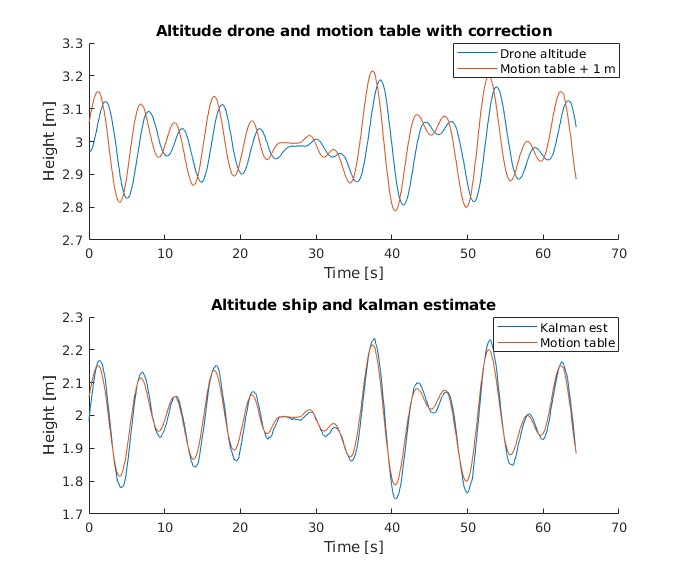 Altitude drone and motion table with correction
3.3
3.2
3.1
3
2.9
2.8
2.7
Height [m]
Drone altitude
Motion table + 1 m
0 10 20 30 40 50 60 70
Time [s]
Altitude ship and kalman estimate
2.3
2.2
2.1
2
1.9
1.8
1.7
Height [m]
Kalman est
Motion table
0 10 20 30 40 50 60 70
Time [s]